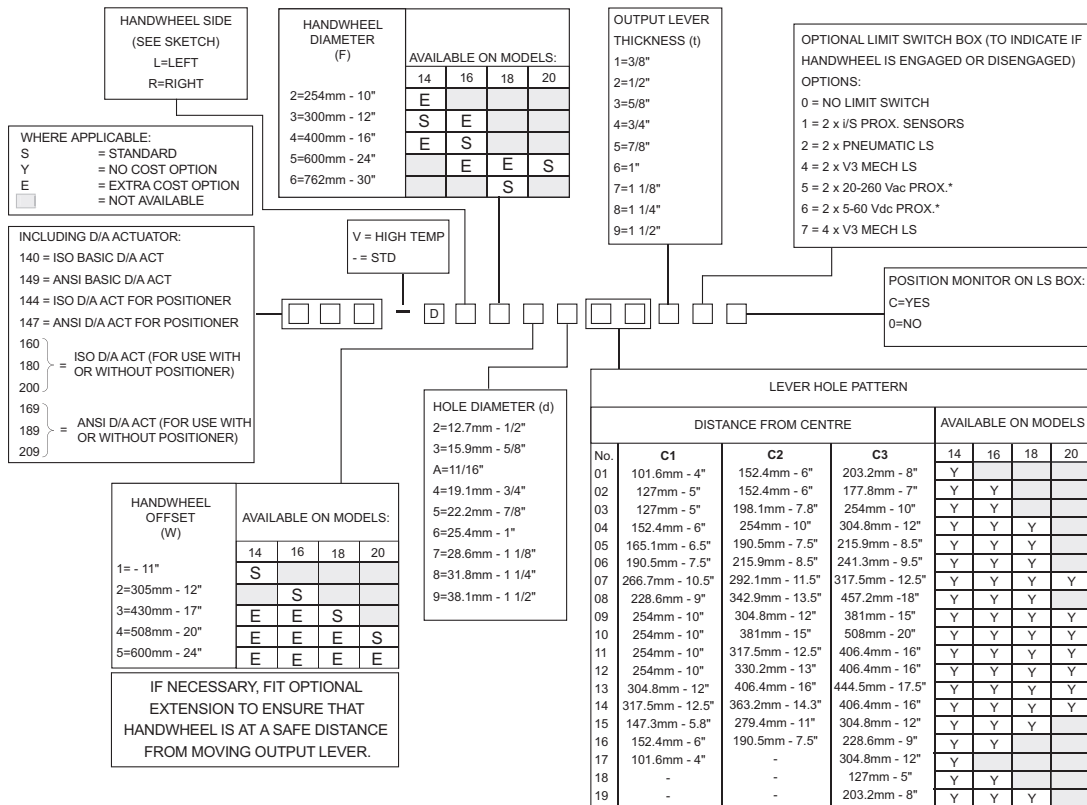 HANDWHEEL SIDE
(SEE SKETCH)
L=LEFT
R=RIGHT
HANDWHEEL
DIAMETER
(F)
AVAILABLE ON MODELS:
14 16 18 20
2=254mm - 10" E
3=300mm - 12" S E
4=400mm - 16" E S
5=600mm - 24" E E S
6=762mm - 30" S
OUTPUT LEVER
THICKNESS (t)
1=3/8"
2=1/2"
3=5/8"
4=3/4"
5=7/8"
6=1"
7=1 1/8"
8=1 1/4"
9=1 1/2"
OPTIONAL LIMIT SWITCH BOX (TO INDICATE IF
HANDWHEEL IS ENGAGED OR DISENGAGED)
OPTIONS:
0 = NO LIMIT SWITCH
1 = 2 x i/S PROX. SENSORS
2 = 2 x PNEUMATIC LS
4 = 2 x V3 MECH LS
5 = 2 x 20-260 Vac PROX.*
6 = 2 x 5-60 Vdc PROX.*
7 = 4 x V3 MECH LS
WHERE APPLICABLE:
S = STANDARD
Y = NO COST OPTION
E = EXTRA COST OPTION
= NOT AVAILABLE
V = HIGH TEMP
- = STD
INCLUDING D/A ACTUATOR:
140 = ISO BASIC D/A ACT
149 = ANSI BASIC D/A ACT
144 = ISO D/A ACT FOR POSITIONER
147 = ANSI D/A ACT FOR POSITIONER
160
180
200
= ISO D/A ACT (FOR USE WITH
OR WITHOUT POSITIONER)
169
189
209
= ANSI D/A ACT (FOR USE WITH
OR WITHOUT POSITIONER)
– D
POSITION MONITOR ON LS BOX:
C=YES
0=NO
HANDWHEEL
OFFSET
(W)
AVAILABLE ON MODELS:
14 16 18 20
1= - 11" S
2=305mm - 12" S
3=430mm - 17" E E S
4=508mm - 20" E E E S
5=600mm - 24" E E E E
IF NECESSARY, FIT OPTIONAL
EXTENSION TO ENSURE THAT
HANDWHEEL IS AT A SAFE DISTANCE
FROM MOVING OUTPUT LEVER.
HOLE DIAMETER (d)
2=12.7mm - 1/2"
3=15.9mm - 5/8"
A=11/16"
4=19.1mm - 3/4"
5=22.2mm - 7/8"
6=25.4mm - 1"
7=28.6mm - 1 1/8"
8=31.8mm - 1 1/4"
9=38.1mm - 1 1/2"
LEVER HOLE PATTERN
DISTANCE FROM CENTRE AVAILABLE ON MODELS
No. C1 C2 C3 14 16 18 20
01 101.6mm - 4" 152.4mm - 6" 203.2mm - 8" Y
02 127mm - 5" 152.4mm - 6" 177.8mm - 7" Y Y
03 127mm - 5" 198.1mm - 7.8" 254mm - 10" Y Y
04 152.4mm - 6" 254mm - 10" 304.8mm - 12" Y Y Y
05 165.1mm - 6.5" 190.5mm - 7.5" 215.9mm - 8.5" Y Y Y
06 190.5mm - 7.5" 215.9mm - 8.5" 241.3mm - 9.5" Y Y Y
07 266.7mm - 10.5" 292.1mm - 11.5" 317.5mm - 12.5" Y Y Y Y
08 228.6mm - 9" 342.9mm - 13.5" 457.2mm -18" Y Y Y
09 254mm - 10" 304.8mm - 12" 381mm - 15" Y Y Y Y
10 254mm - 10" 381mm - 15" 508mm - 20" Y Y Y Y
11 254mm - 10" 317.5mm - 12.5" 406.4mm - 16" Y Y Y Y
12 254mm - 10" 330.2mm - 13" 406.4mm - 16" Y Y Y Y
13 304.8mm - 12" 406.4mm - 16" 444.5mm - 17.5" Y Y Y Y
14 317.5mm - 12.5" 363.2mm - 14.3" 406.4mm - 16" Y Y Y Y
15 147.3mm - 5.8" 279.4mm - 11" 304.8mm - 12" Y Y Y
16 152.4mm - 6" 190.5mm - 7.5" 228.6mm - 9" Y Y
17 101.6mm - 4" - 304.8mm - 12" Y
18 - - 127mm - 5" Y Y
19 - - 203.2mm - 8" Y Y Y